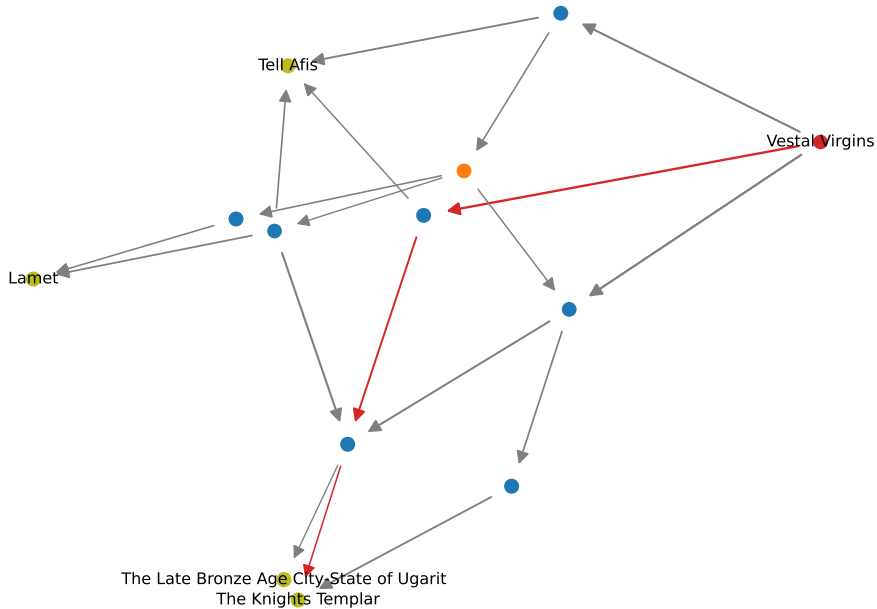 Tell Afis
Vestal Virgins
Lamet
The Late Bronze Age City-State of Ugarit
The Knights Templar